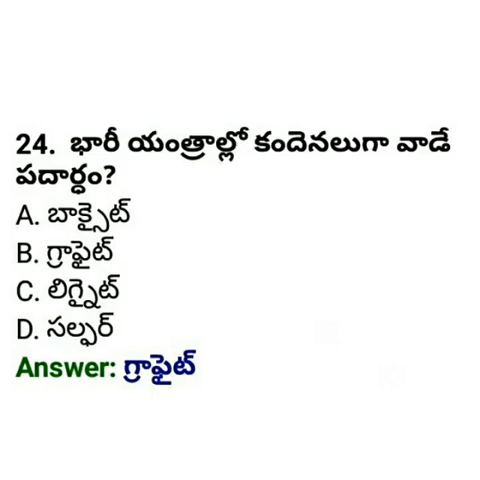 24. భారీ యంత్రాల్లో కందెనలుగా వాడే
పదార్ధం?
A. బాక్సైట్
B. గ్రాఫైట్
C. లిగ్నైట్
D. సల్ఫర్
Answer: గ్రాఫైట్